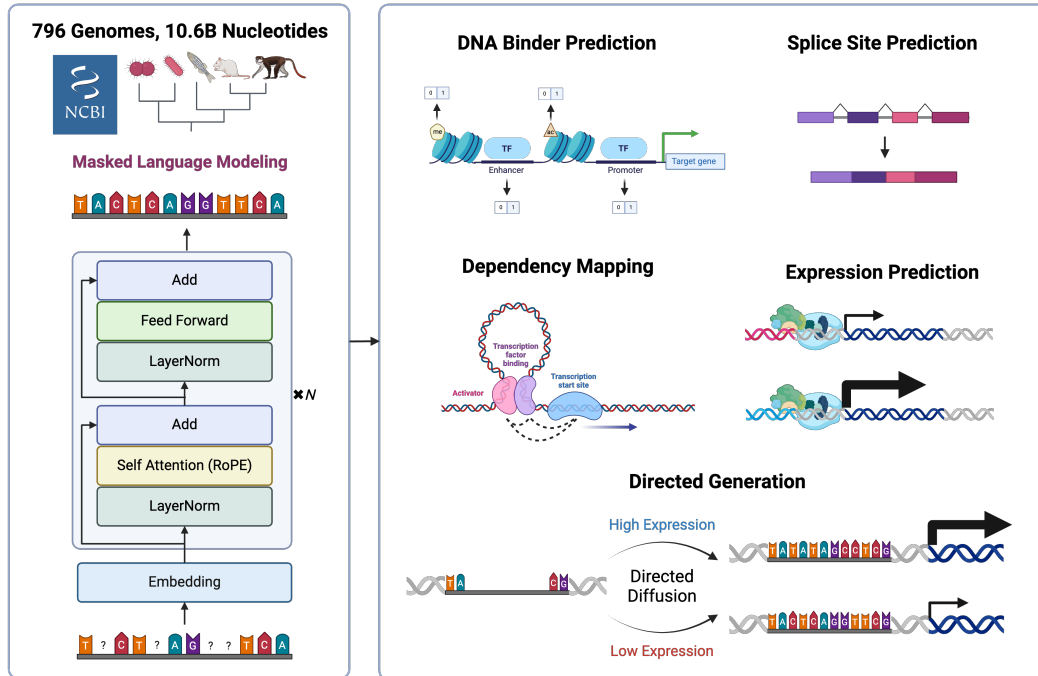 796 Genomes, 10.6B Nucleotides
NCBI
Masked Language Modeling
T A C T C A G G T T C A
Add
Feed Forward
LayerNorm
✖ N
Add
Self Attention (RoPE)
LayerNorm
Embedding
T ? C T ? A G ? ? T C A
DNA Binder Prediction
0 1
0 1
me
ac
TF
TF
Enhancer
Promoter
Target gene
0 1
0 1
Splice Site Prediction
Dependency Mapping
Transcription
factor
binding
Activator
Transcription
start site
Expression Prediction
Directed Generation
High Expression
T A
C G
Directed
Diffusion
Low Expression
T A T A T A G C C T C G
T A C T C A G G T T C G